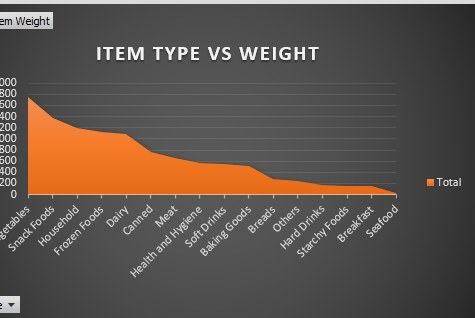 em Weight
ITEM TYPE VS WEIGHT
000
800
600
400
200
000
800
600
400
200
0
getables
Snack Foods
Household
Frozen Foods
Dairy
Canned
Meat
Health and Hygiene
Soft Drinks
Baking Goods
Breads
Others
Hard Drinks
Starchy Foods
Breakfast
Seafood
Total
e